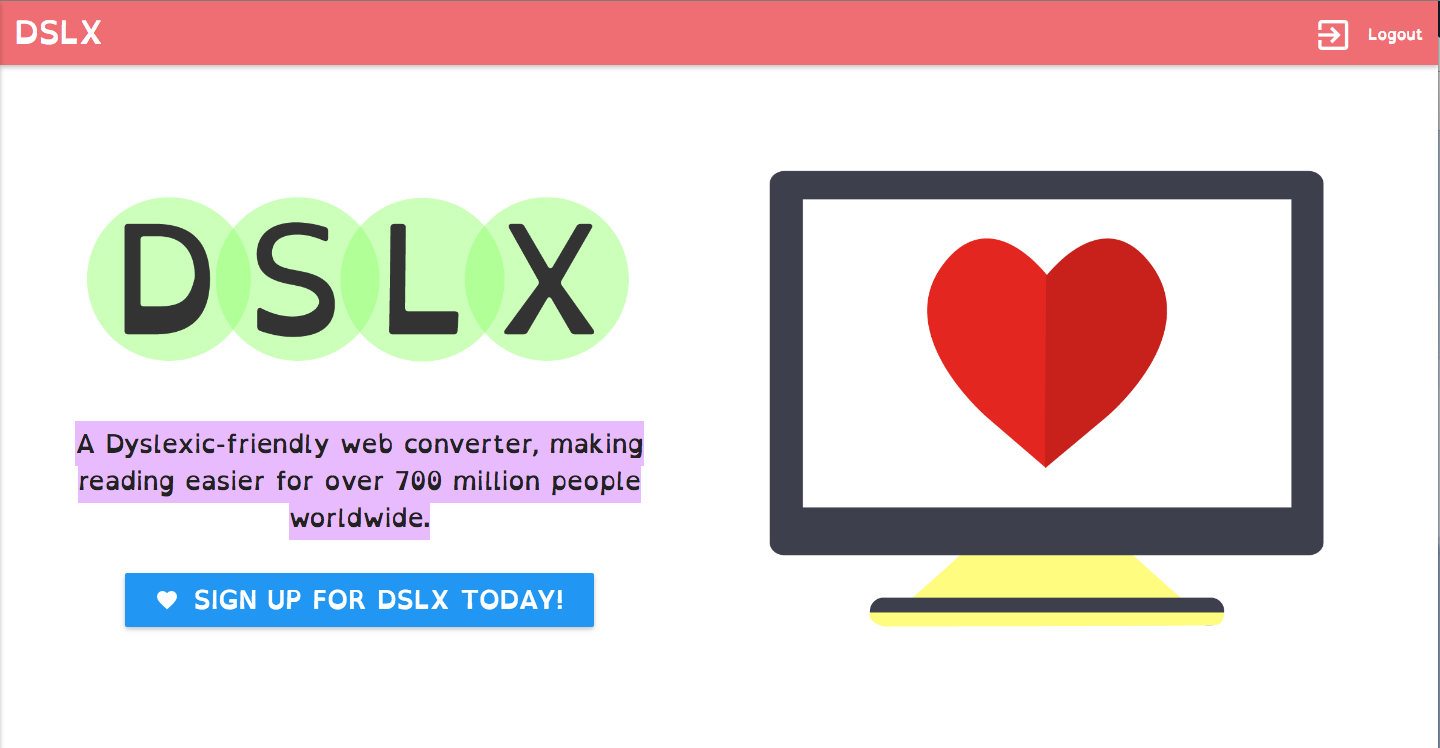 DSLX
Logout
DSLX
A Dyslexic-friendly web converter, making
reading easier for over 700 million people
worldwide.
SIGN UP FOR DSLX TODAY!